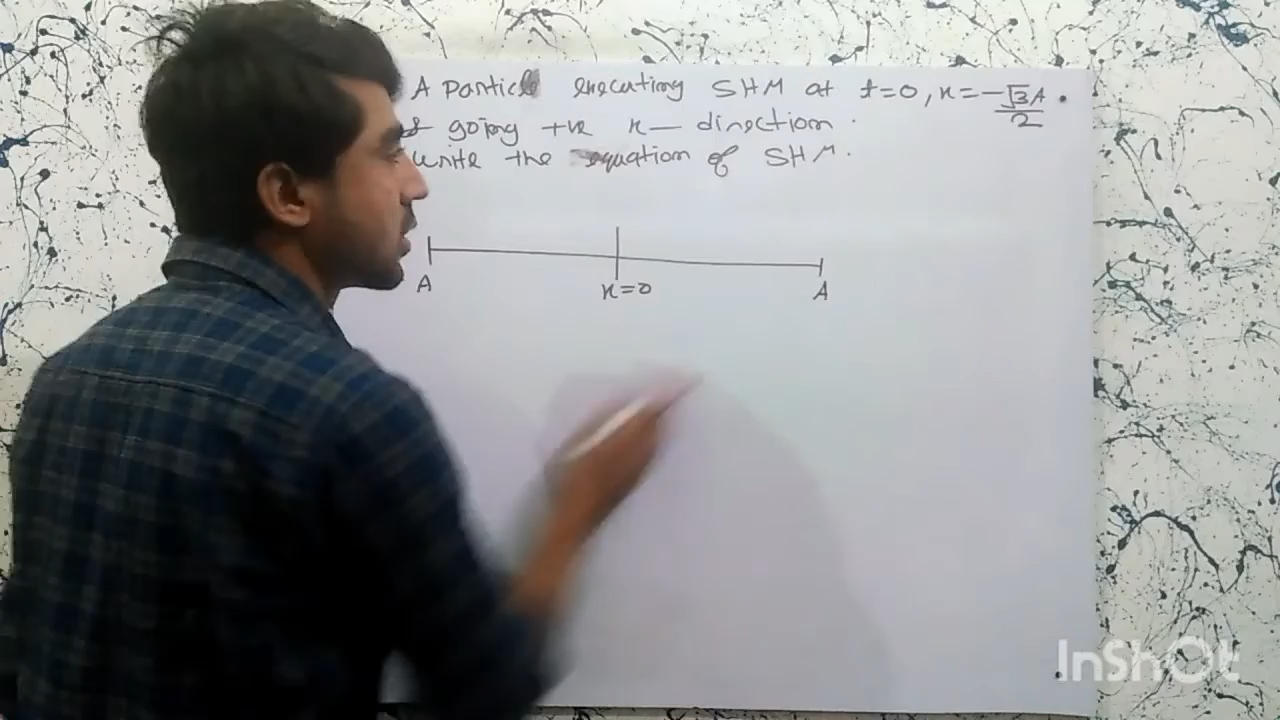 A particle executing SHM at t=0, x=-√3A/2.
& going +ve x- direction.
write the equation of SHM.
A x=0 A
InShOt